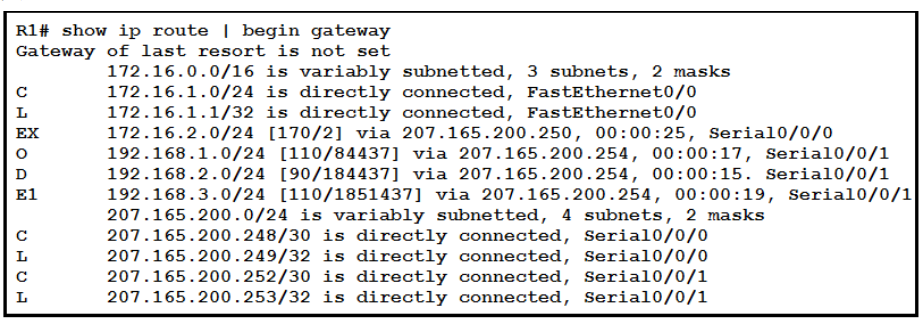 R1# show ip route | begin gateway
Gateway of last resort is not set
172.16.0.0/16 is variably subnetted, 3 subnets, 2 masks
C 172.16.1.0/24 is directly connected, FastEthernet0/0
L 172.16.1.1/32 is directly connected, FastEthernet0/0
EX 172.16.2.0/24 [170/2] via 207.165.200.250, 00:00:25, Serial0/0/0
O 192.168.1.0/24 [110/84437] via 207.165.200.254, 00:00:17, Serial0/0/1
D 192.168.2.0/24 [90/184437] via 207.165.200.254, 00:00:15. Serial0/0/1
E1 192.168.3.0/24 [110/1851437] via 207.165.200.254, 00:00:19, Serial0/0/1
207.165.200.0/24 is variably subnetted, 4 subnets, 2 masks
C 207.165.200.248/30 is directly connected, Serial0/0/0
L 207.165.200.249/32 is directly connected, Serial0/0/0
C 207.165.200.252/30 is directly connected, Serial0/0/1
L 207.165.200.253/32 is directly connected, Serial0/0/1